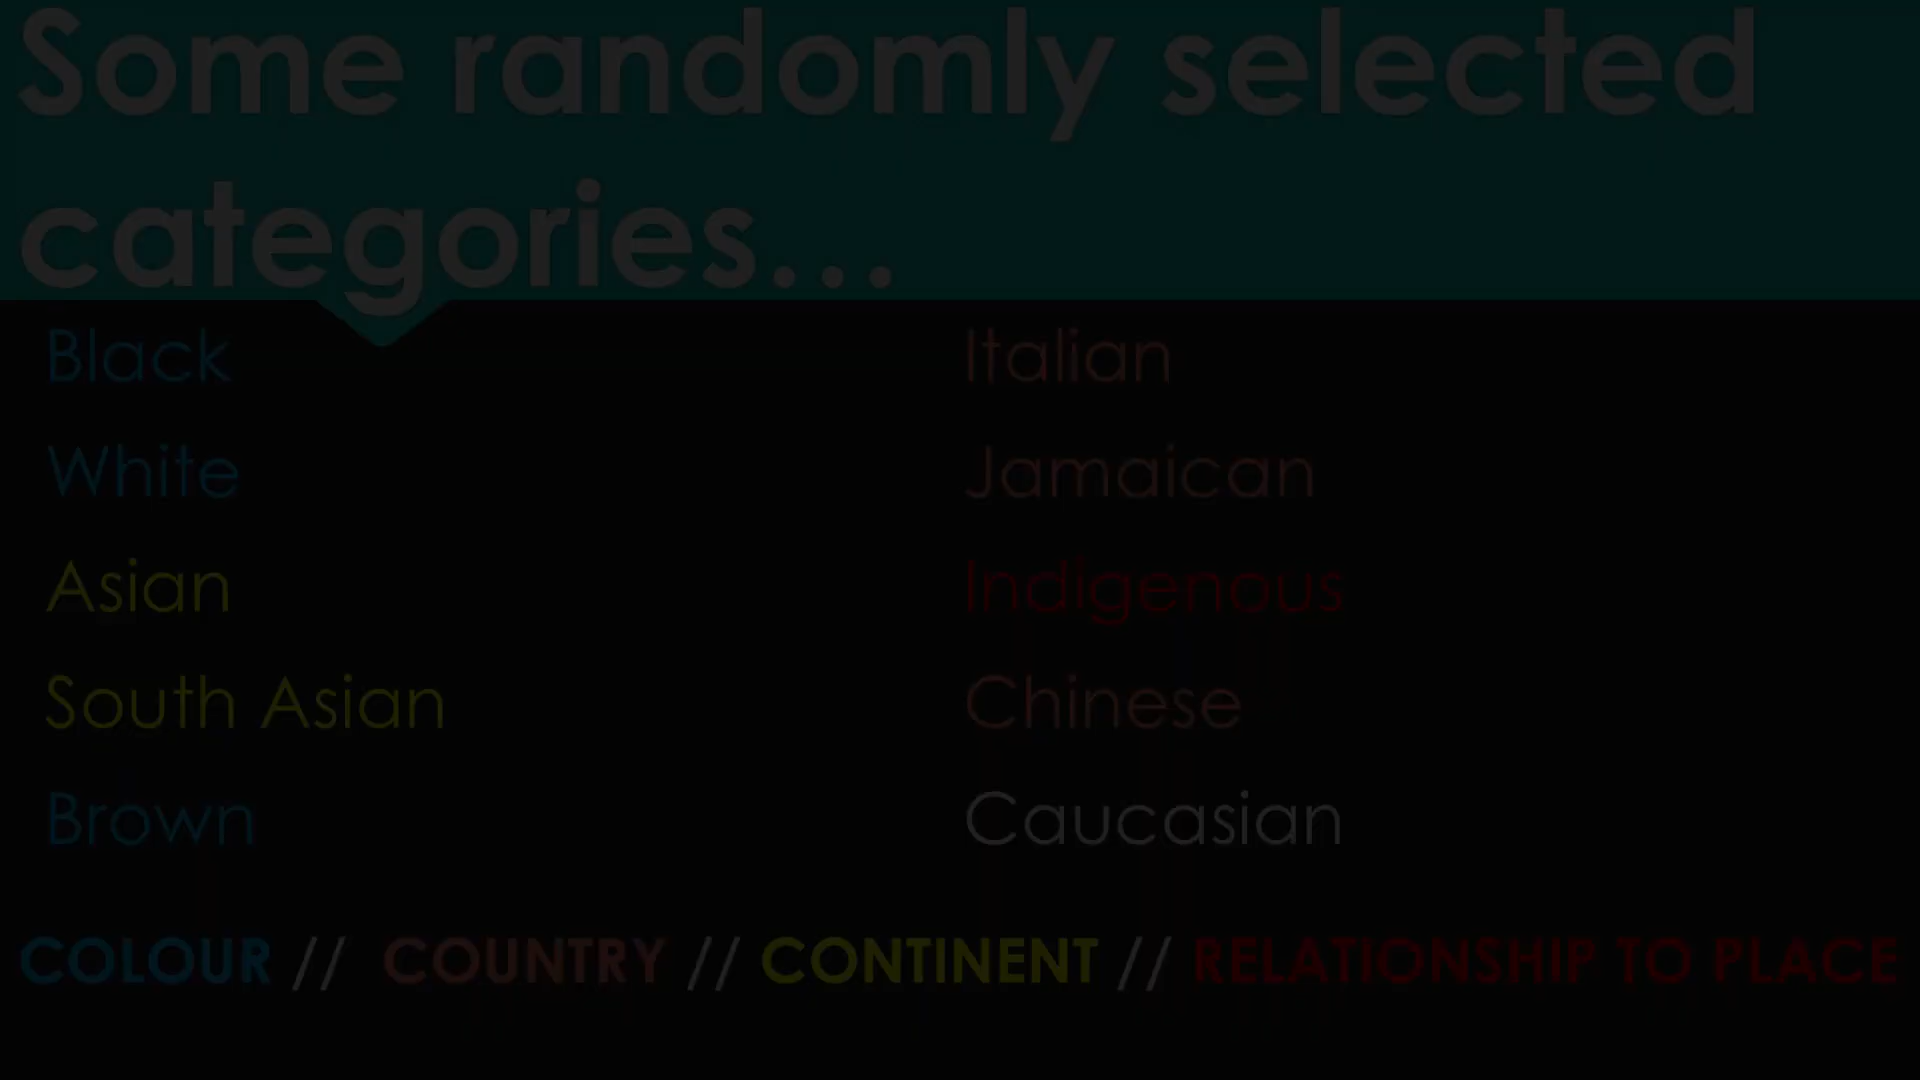 Some randomly selected
categories...
Black
White
Asian
South Asian
Brown
Italian
Jamaican
Indigenous
Chinese
Caucasian
COLOUR // COUNTRY // CONTINENT // RELATIONSHIP TO PLACE